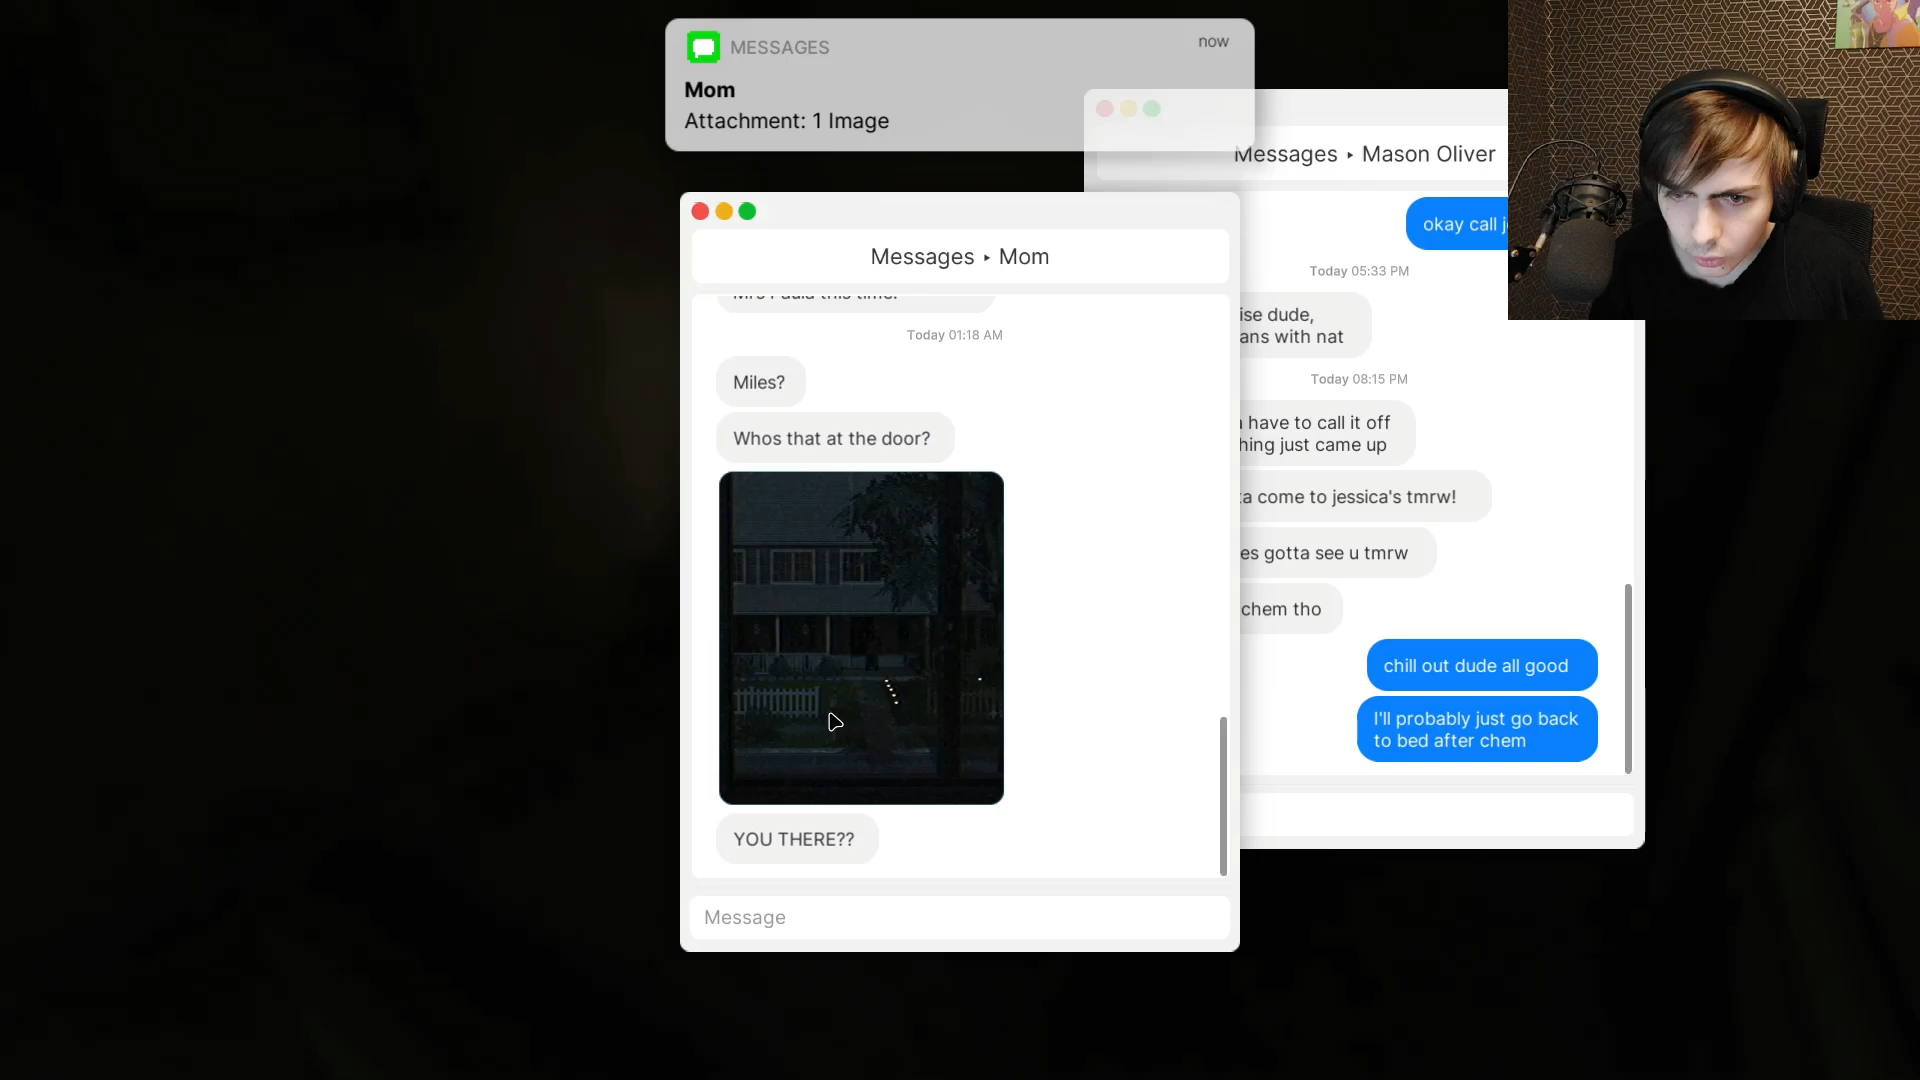 MESSAGES
now
Mom
Attachment: 1 Image
Messages ▸ Mason Oliver
Messages ▸ Mom
this time!
Today 01:18 AM
Miles?
Whos that at the door?
YOU THERE??
Message
okay call
Today 05:33 PM
ise dude,
ans with nat
Today 08:15 PM
have to call it off
hing just came up
ta come to jessica's tmrw!
es gotta see u tmrw
chem tho
chill out dude all good
I'll probably just go back
to bed after chem